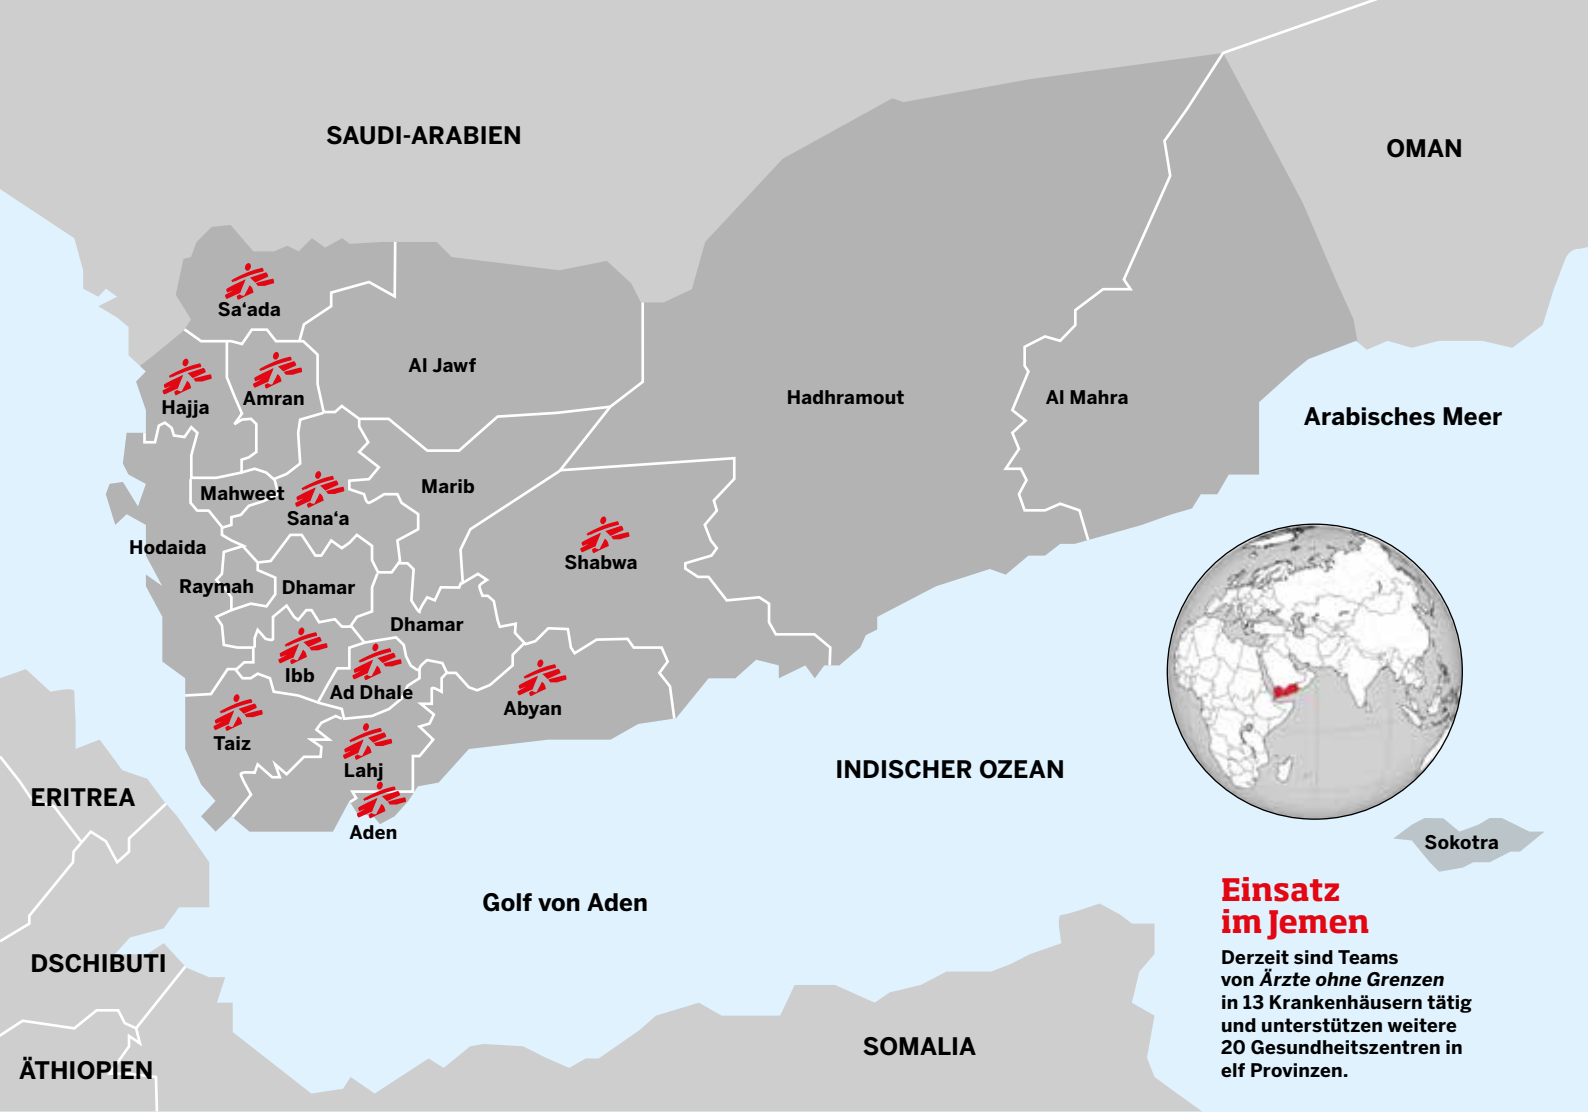 SAUDI-ARABIEN
OMAN
Sa‘ada
Al Jawf
Hajja
Amran
Hadhramout
Al Mahra
Arabisches Meer
Mahweet
Marib
Sana‘a
Hodaida
Shabwa
Raymah
Dhamar
Dhamar
Ibb
Ad Dhale
Abyan
Taiz
Lahj
INDISCHER OZEAN
ERITREA
Aden
Sokotra
Golf von Aden
DSCHIBUTI
SOMALIA
ÄTHIOPIEN
Einsatz
im Jemen
Derzeit sind Teams
von Ärzte ohne Grenzen
in 13 Krankenhäusern tätig
und unterstützen weitere
20 Gesundheitszentren in
elf Provinzen.